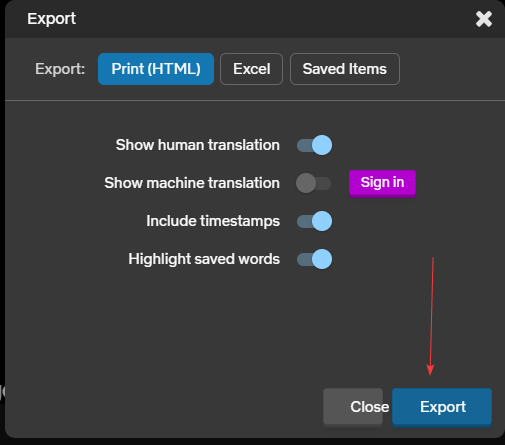 Export
Export: Print (HTML) Excel Saved Items
Show human translation
Show machine translation Sign in
Include timestamps
Highlight saved words
Close Export